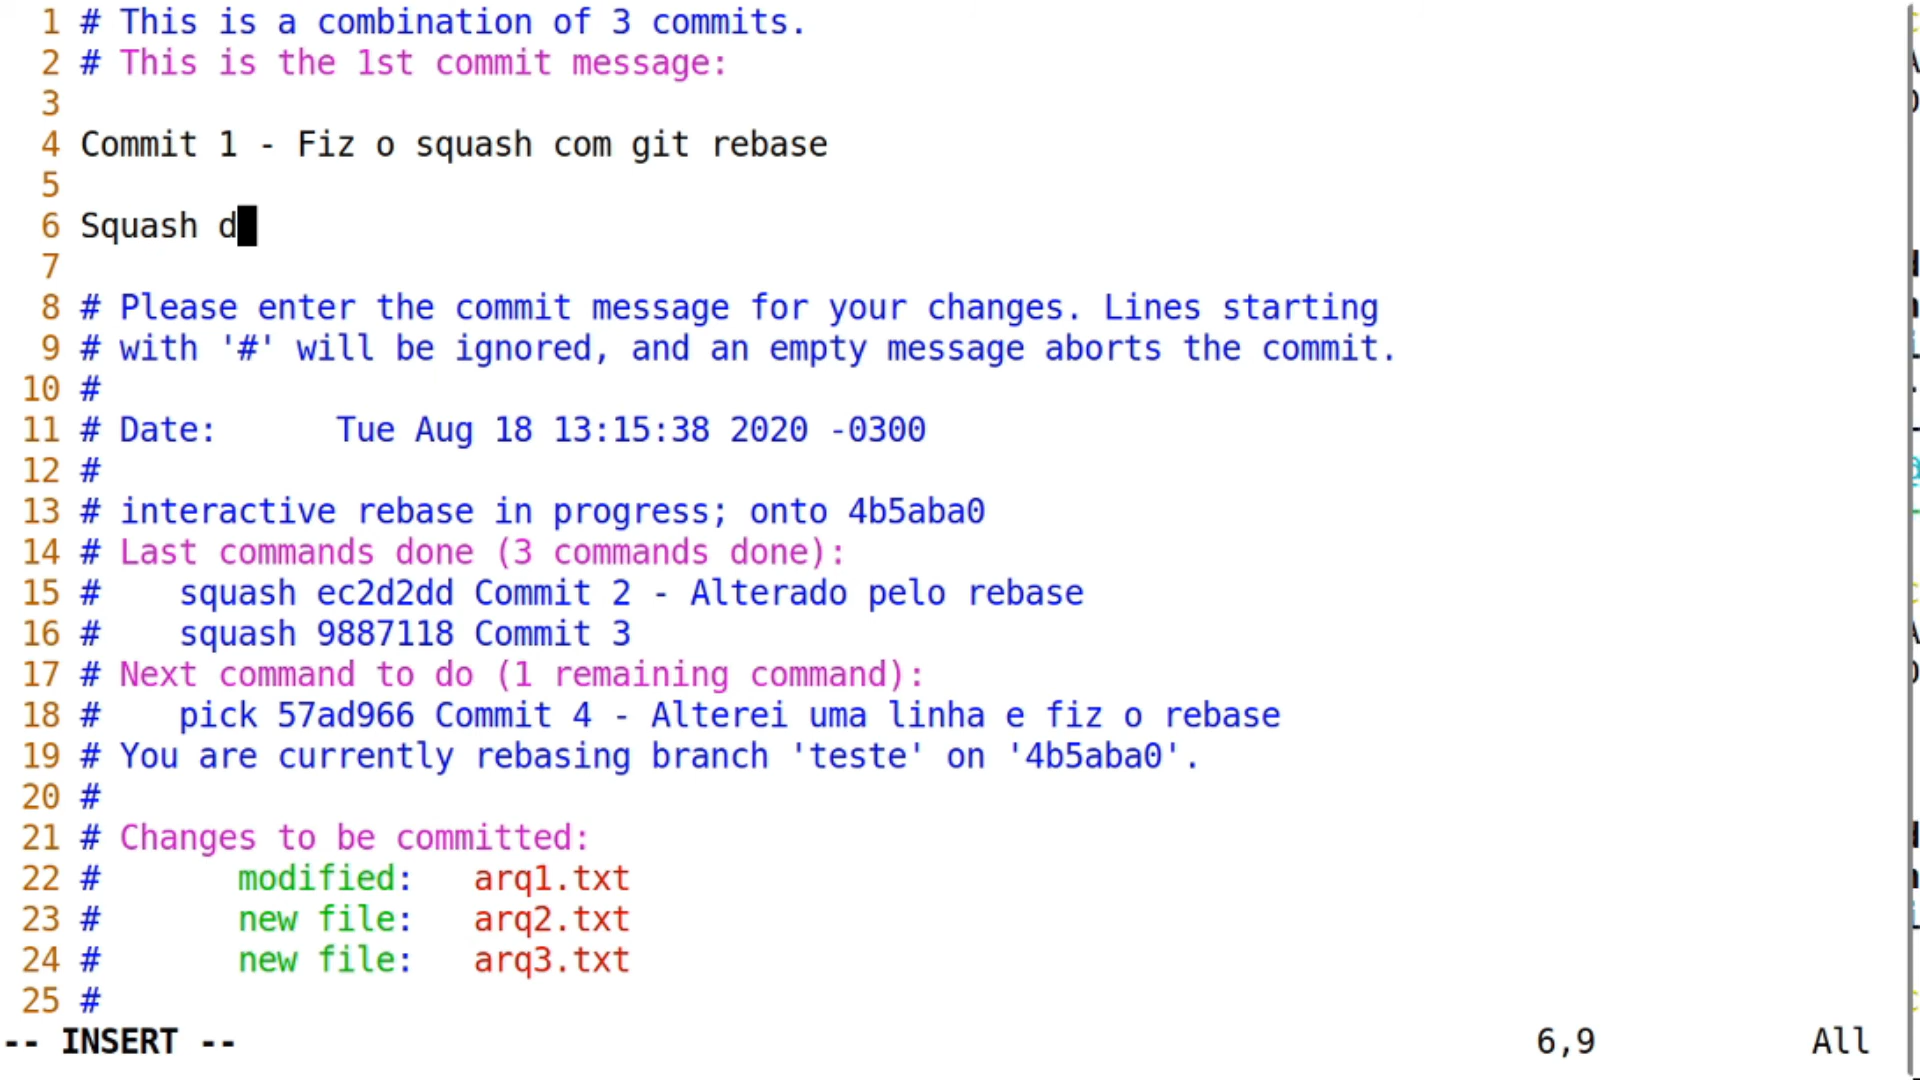 1 # This is a combination of 3 commits.
2 # This is the 1st commit message:
3
4 Commit 1 - Fiz o squash com git rebase
5
6 Squash d
7
8 # Please enter the commit message for your changes. Lines starting
9 # with '#' will be ignored, and an empty message aborts the commit.
10 #
11 # Date:      Tue Aug 18 13:15:38 2020 -0300
12 #
13 # interactive rebase in progress; onto 4b5aba0
14 # Last commands done (3 commands done):
15 #    squash ec2d2dd Commit 2 - Alterado pelo rebase
16 #    squash 9887118 Commit 3
17 # Next command to do (1 remaining command):
18 #    pick 57ad966 Commit 4 - Alterei uma linha e fiz o rebase
19 # You are currently rebasing branch 'teste' on '4b5aba0'.
20 #
21 # Changes to be committed:
22 #       modified:   arq1.txt
23 #       new file:   arq2.txt
24 #       new file:   arq3.txt
25 #
-- INSERT -- 6,9 All